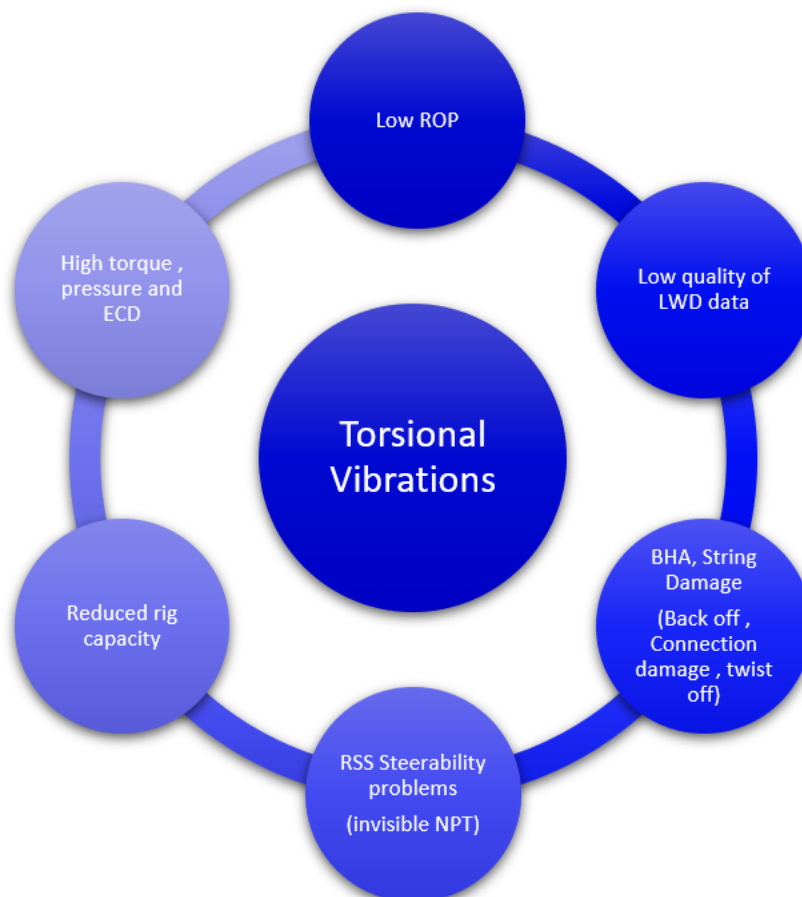 Low ROP
Low quality of
LWD data
BHA, String
Damage
(Back off ,
Connection
damage , twist
off)
RSS Steerability
problems
(invisible NPT)
Reduced rig
capacity
High torque ,
pressure and
ECD
Torsional
Vibrations